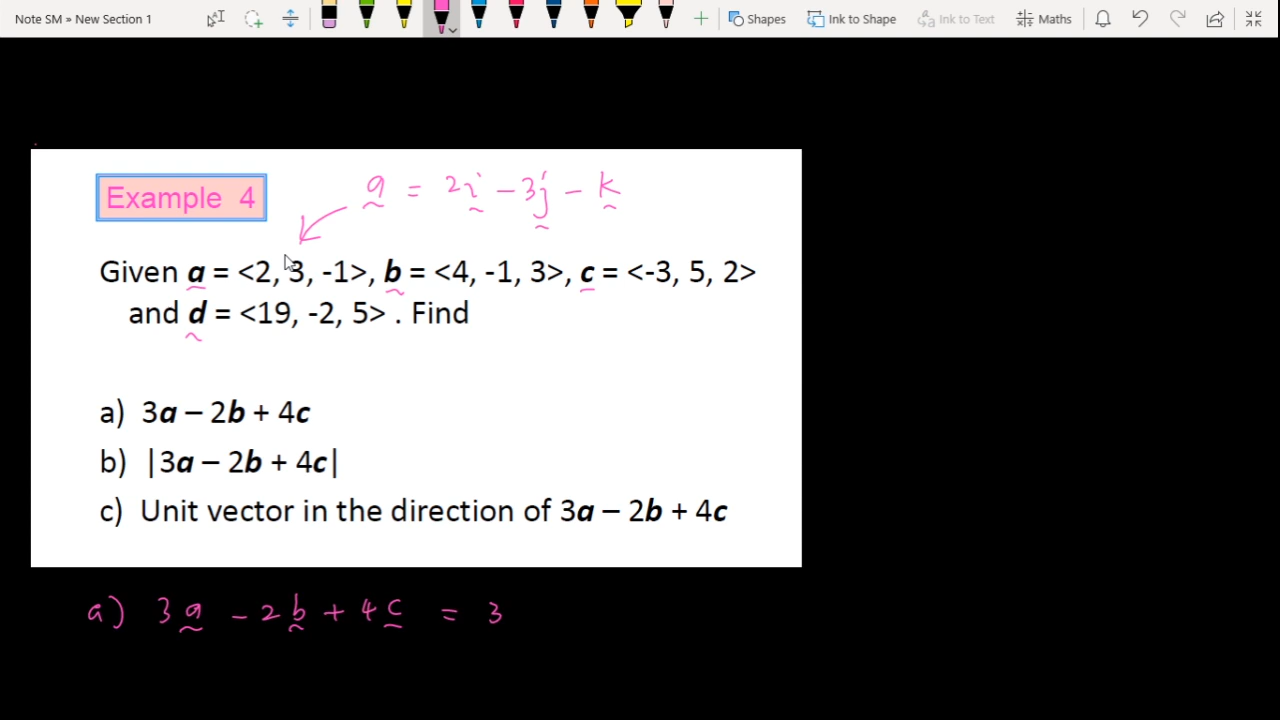 Note SM » New Section 1 Shapes Ink to Shape Ink to Text Maths
Example 4 a = 2i - 3j - k
Given a = <2, 3, -1>, b = <4, -1, 3>, c = <-3, 5, 2>
and d = <19, -2, 5> . Find
a) 3a – 2b + 4c
b) |3a – 2b + 4c|
c) Unit vector in the direction of 3a – 2b + 4c
a) 3a - 2b + 4c = 3